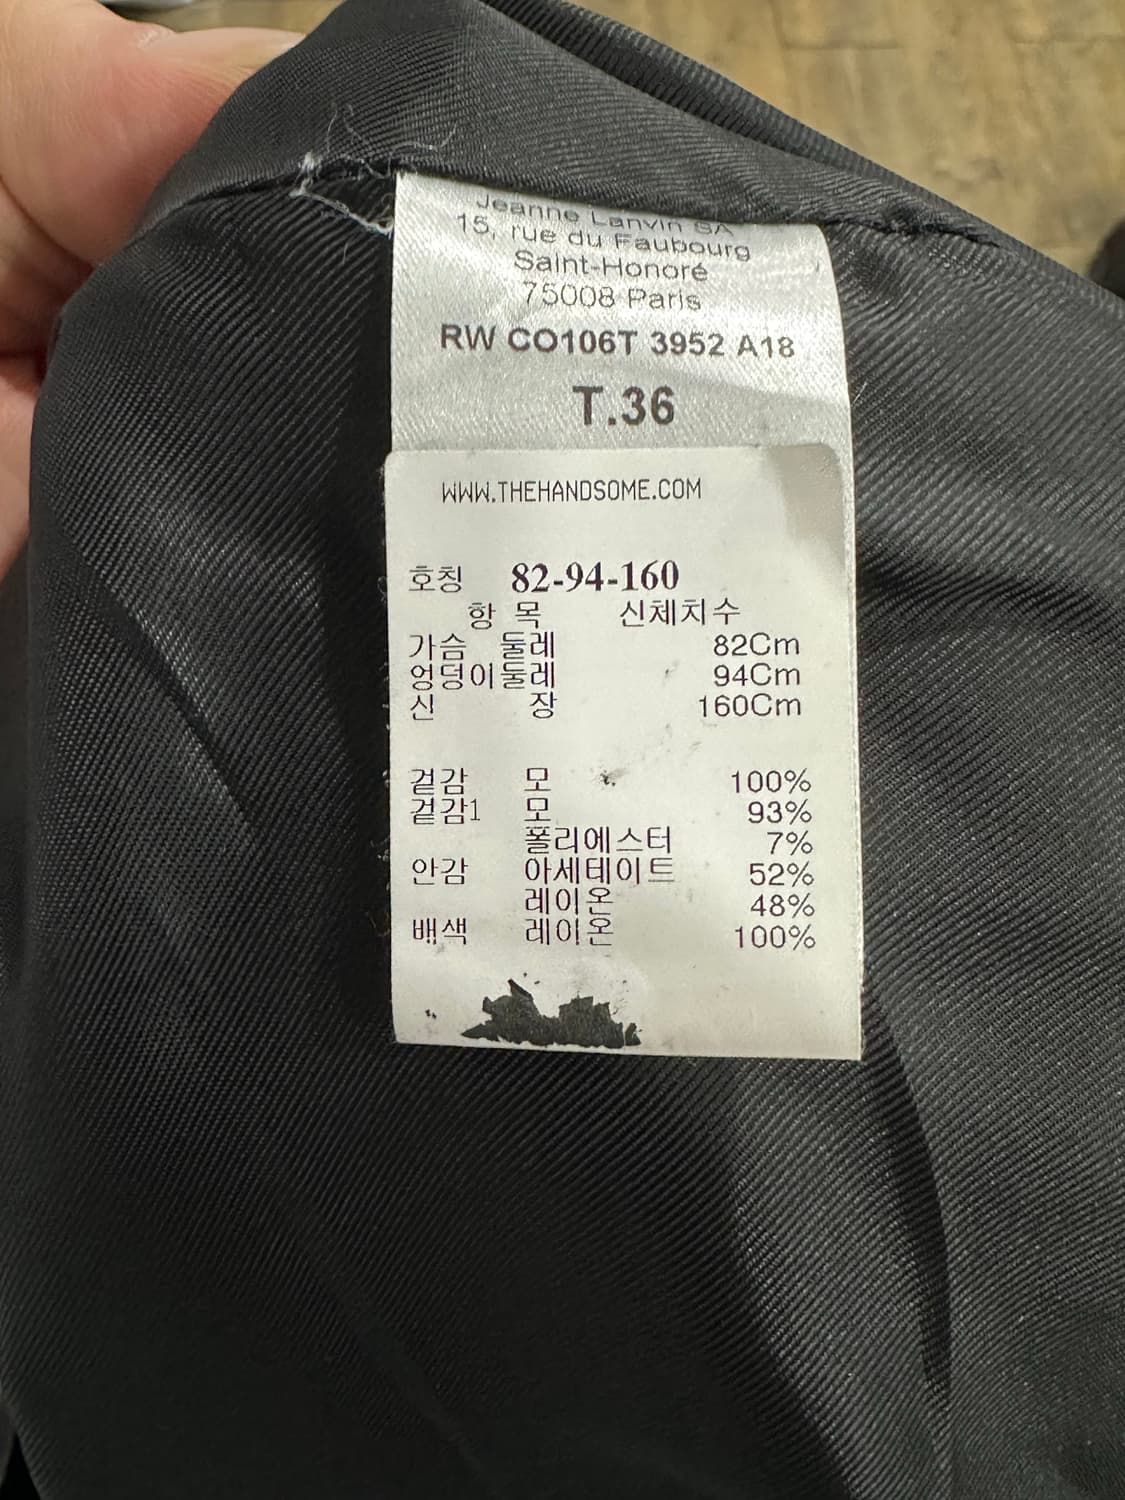 Jeanne Lanvin SA
15, rue du Faubourg
Saint-Honoré
75008 Paris
RW CO106T 3952 A18
T.36
WWW.THEHANDSOME.COM
호칭 82-94-160
항 목 신체치수
가슴 둘레 82Cm
엉덩이둘레 94Cm
신 장 160Cm
겉감 모 100%
겉감1 모 93%
폴리에스터 7%
안감 아세테이트 52%
레이온 48%
배색 레이온 100%